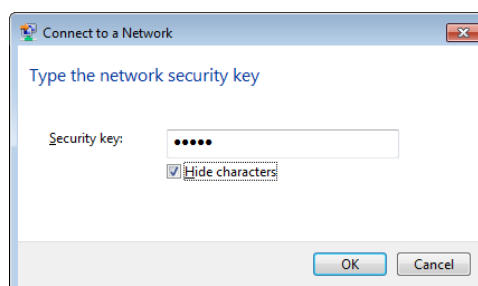 Connect to a Network
Type the network security key
Security key: •••••
Hide characters
OK Cancel